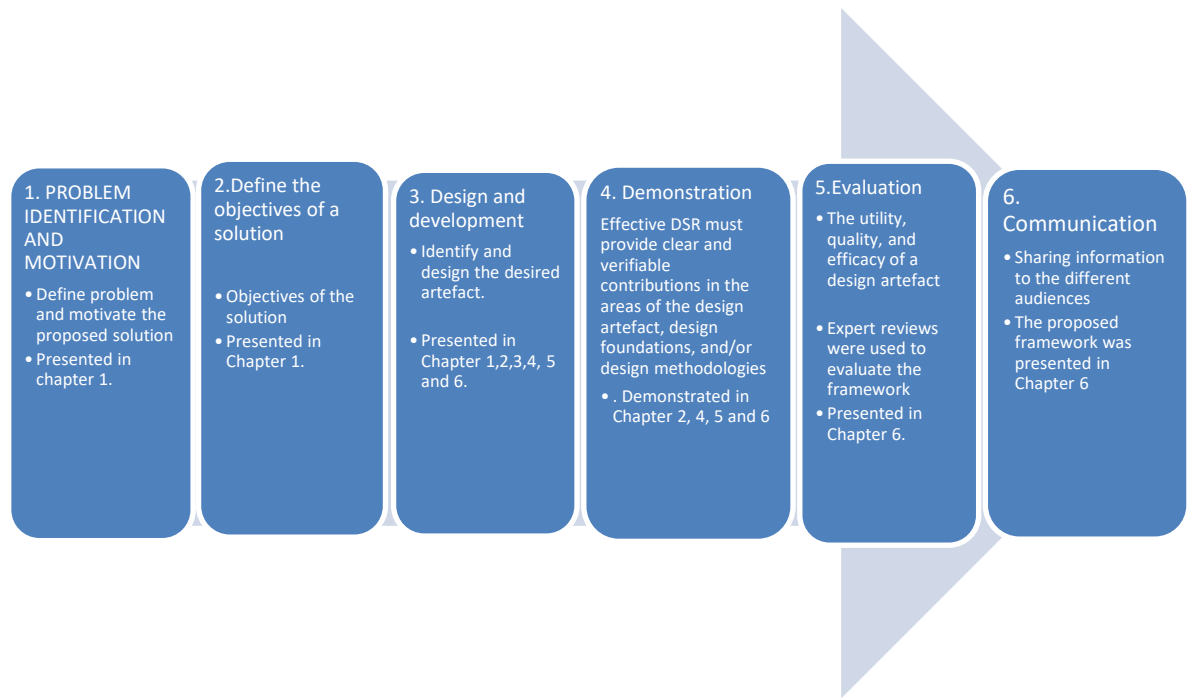 1. PROBLEM
IDENTIFICATION
AND
MOTIVATION
• Define problem
and motivate the
proposed solution
• Presented in
chapter 1.
2.Define the
objectives of a
solution
• Objectives of the
solution
• Presented in
Chapter 1.
3. Design and
development
• Identify and
design the desired
artefact.
• Presented in
Chapter 1,2,3,4, 5
and 6.
4. Demonstration
Effective DSR must
provide clear and
verifiable
contributions in the
areas of the design
artefact, design
foundations, and/or
design methodologies
• . Demonstrated in
Chapter 2, 4, 5 and 6
5.Evaluation
• The utility,
quality, and
efficacy of a
design artefact
• Expert reviews
were used to
evaluate the
framework
• Presented in
Chapter 6.
6.
Communication
• Sharing information
to the different
audiences
• The proposed
framework was
presented in
Chapter 6